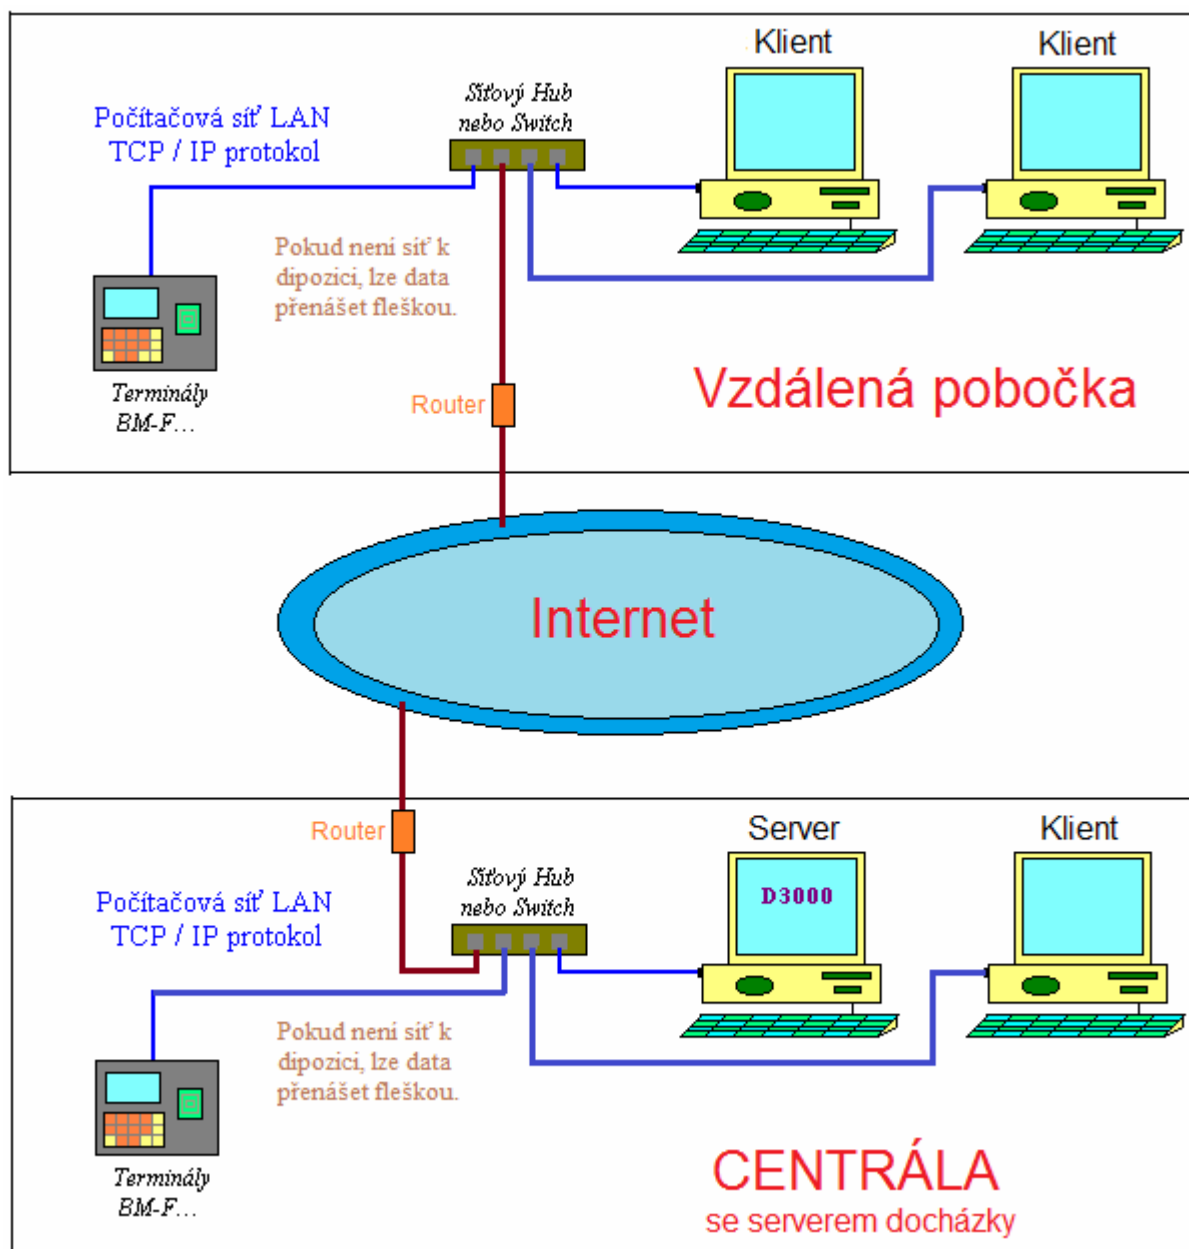 Klient
Klient
Síťový Hub
nebo Switch
Počítačová síť LAN
TCP / IP protokol
Pokud není síť k
dipozici, lze data
přenášet fleškou.
Terminály
BM-F...
Router
Vzdálená pobočka
Internet
Router
Server
Klient
Síťový Hub
nebo Switch
D3000
Počítačová síť LAN
TCP / IP protokol
Pokud není síť k
dipozici, lze data
přenášet fleškou.
Terminály
BM-F...
CENTRÁLA
se serverem docházky